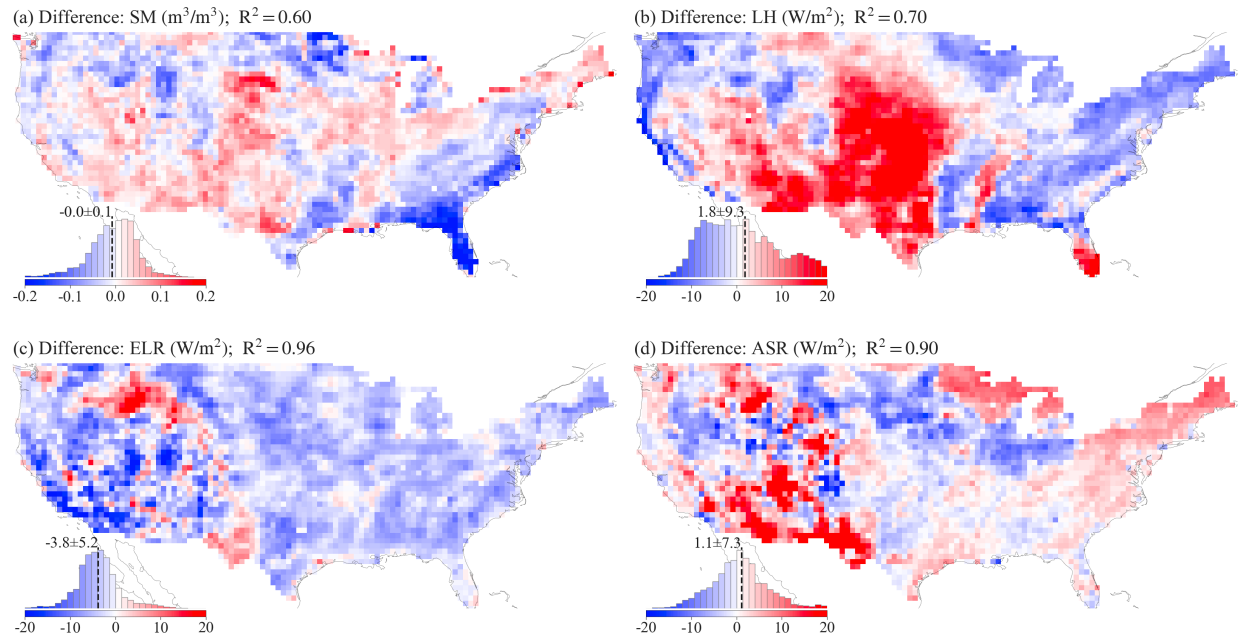 (a) Difference: SM (m³/m³); R² = 0.60
-0.0±0.1
-0.2 -0.1 0.0 0.1 0.2
(b) Difference: LH (W/m²); R² = 0.70
1.8±9.3
-20 -10 0 10 20
(c) Difference: ELR (W/m²); R² = 0.96
-3.8±5.2
-20 -10 0 10 20
(d) Difference: ASR (W/m²); R² = 0.90
1.1±7.3
-20 -10 0 10 20